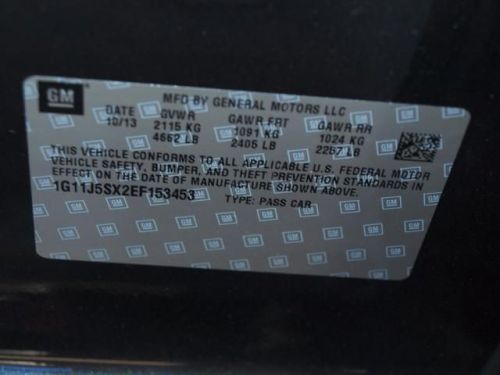 GM
MFD BY GENERAL MOTORS LLC
DATE GVWR GAWR FRT GAWR RR
10/13 2115 KG 1091 KG 1024 KG
4662 LB 2405 LB 2257 LB
THIS VEHICLE CONFORMS TO ALL APPLICABLE U.S. FEDERAL MOTOR
VEHICLE SAFETY, BUMPER, AND THEFT PREVENTION STANDARDS IN
EFFECT ON THE DATE OF MANUFACTURE SHOWN ABOVE.
1G11J5SX2EF153453 TYPE: PASS CAR